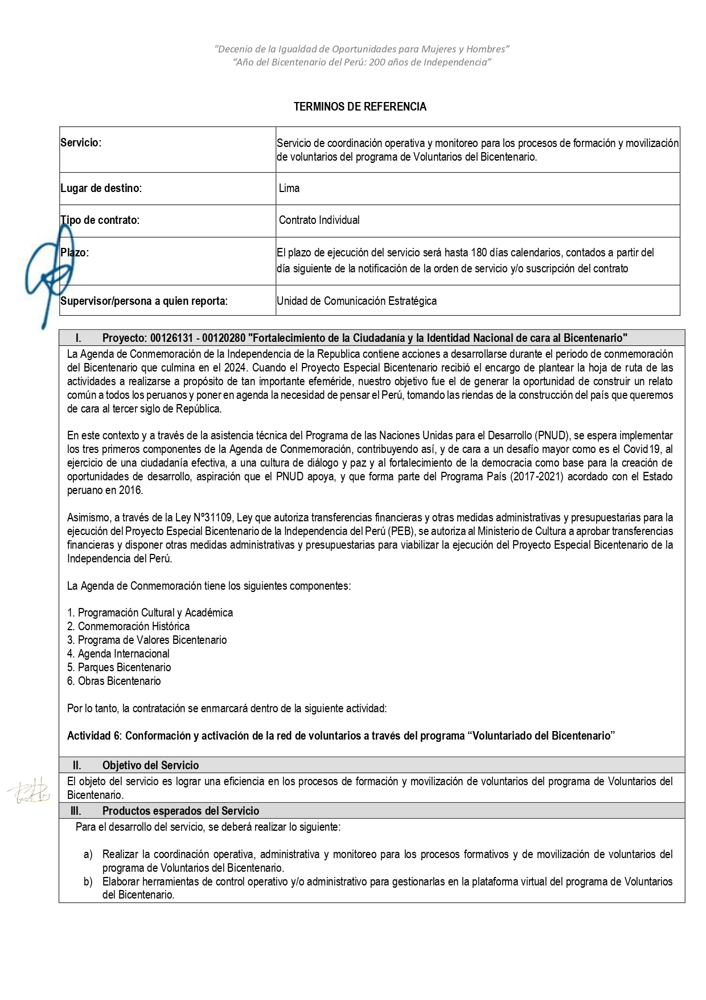 "Decenio de la Igualdad de Oportunidades para Mujeres y Hombres”
“Año del Bicentenario del Perú: 200 años de Independencia”
TERMINOS DE REFERENCIA
Servicio:
Servicio de coordinación operativa y monitoreo para los procesos de formación y movilización
de voluntarios del programa de Voluntarios del Bicentenario.
Lugar de destino:
Lima
Tipo de contrato:
Contrato Individual
Plazo:
El plazo de ejecución del servicio será hasta 180 días calendarios, contados a partir del
día siguiente de la notificación de la orden de servicio y/o suscripción del contrato
Supervisor/persona a quien reporta:
Unidad de Comunicación Estratégica
I. Proyecto: 00126131 - 00120280 "Fortalecimiento de la Ciudadanía y la Identidad Nacional de cara al Bicentenario"
La Agenda de Conmemoración de la Independencia de la Republica contiene acciones a desarrollarse durante el periodo de conmemoración
del Bicentenario que culmina en el 2024. Cuando el Proyecto Especial Bicentenario recibió el encargo de plantear la hoja de ruta de las
actividades a realizarse a propósito de tan importante efeméride, nuestro objetivo fue el de generar la oportunidad de construir un relato
común a todos los peruanos y poner en agenda la necesidad de pensar el Perú, tomando las riendas de la construcción del país que queremos
de cara al tercer siglo de República.
En este contexto y a través de la asistencia técnica del Programa de las Naciones Unidas para el Desarrollo (PNUD), se espera implementar
los tres primeros componentes de la Agenda de Conmemoración, contribuyendo así, y de cara a un desafío mayor como es el Covid19, al
ejercicio de una ciudadanía efectiva, a una cultura de diálogo y paz y al fortalecimiento de la democracia como base para la creación de
oportunidades de desarrollo, aspiración que el PNUD apoya, y que forma parte del Programa País (2017-2021) acordado con el Estado
peruano en 2016.
Asimismo, a través de la Ley Nº31109, Ley que autoriza transferencias financieras y otras medidas administrativas y presupuestarias para la
ejecución del Proyecto Especial Bicentenario de la Independencia del Perú (PEB), se autoriza al Ministerio de Cultura a aprobar transferencias
financieras y disponer otras medidas administrativas y presupuestarias para viabilizar la ejecución del Proyecto Especial Bicentenario de la
Independencia del Perú.
La Agenda de Conmemoración tiene los siguientes componentes:
1. Programación Cultural y Académica
2. Conmemoración Histórica
3. Programa de Valores Bicentenario
4. Agenda Internacional
5. Parques Bicentenario
6. Obras Bicentenario
Por lo tanto, la contratación se enmarcará dentro de la siguiente actividad:
Actividad 6: Conformación y activación de la red de voluntarios a través del programa “Voluntariado del Bicentenario”
II. Objetivo del Servicio
El objeto del servicio es lograr una eficiencia en los procesos de formación y movilización de voluntarios del programa de Voluntarios del
Bicentenario.
III. Productos esperados del Servicio
Para el desarrollo del servicio, se deberá realizar lo siguiente:
a) Realizar la coordinación operativa, administrativa y monitoreo para los procesos formativos y de movilización de voluntarios del
programa de Voluntarios del Bicentenario.
b) Elaborar herramientas de control operativo y/o administrativo para gestionarlas en la plataforma virtual del programa de Voluntarios
del Bicentenario.